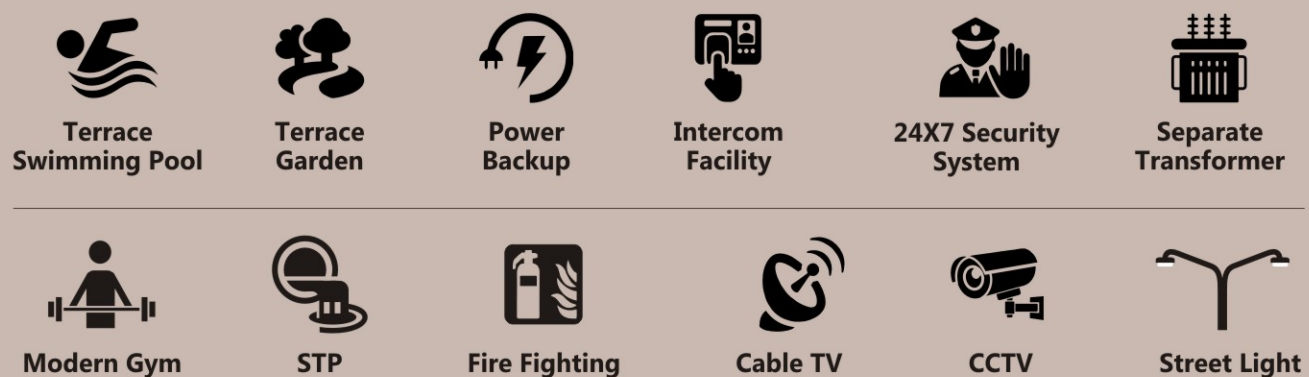 Terrace
Swimming Pool
Terrace
Garden
Power
Backup
Intercom
Facility
24X7 Security
System
Separate
Transformer
Modern Gym
STP
Fire Fighting
Cable TV
CCTV
Street Light